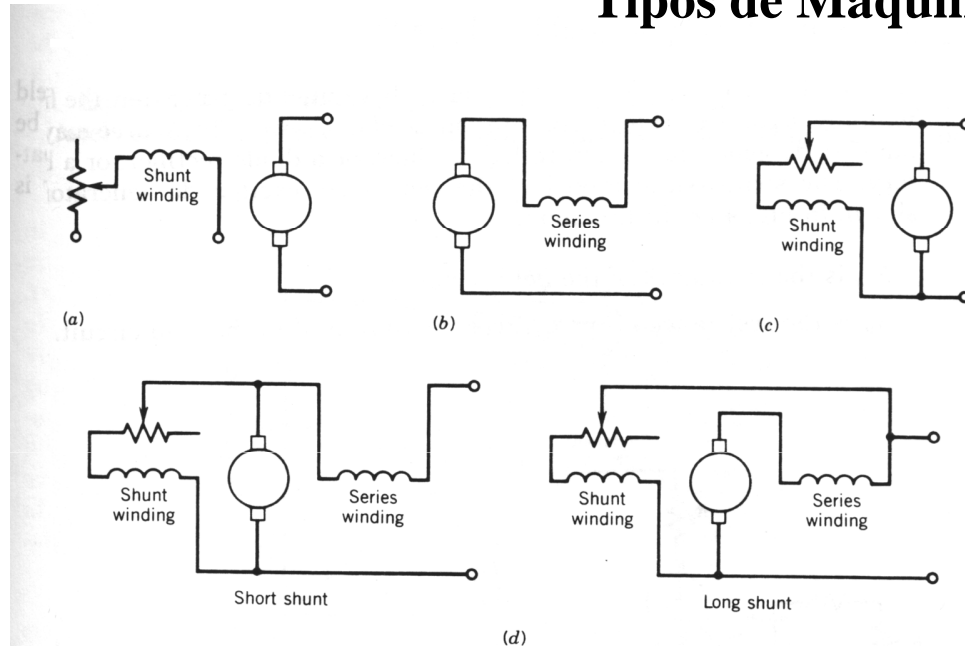 Tipos de Maqui
Shunt
winding
(a)
Series
winding
(b)
Shunt
winding
(c)
Shunt
winding
Series
winding
Short shunt
Shunt
winding
Series
winding
Long shunt
(d)